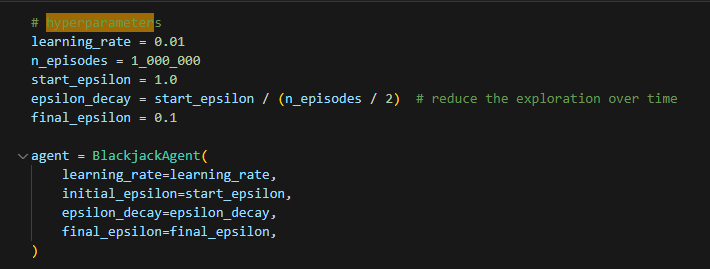 # hyperparameters
learning_rate = 0.01
n_episodes = 1_000_000
start_epsilon = 1.0
epsilon_decay = start_epsilon / (n_episodes / 2)  # reduce the exploration over time
final_epsilon = 0.1

agent = BlackjackAgent(
    learning_rate=learning_rate,
    initial_epsilon=start_epsilon,
    epsilon_decay=epsilon_decay,
    final_epsilon=final_epsilon,
)